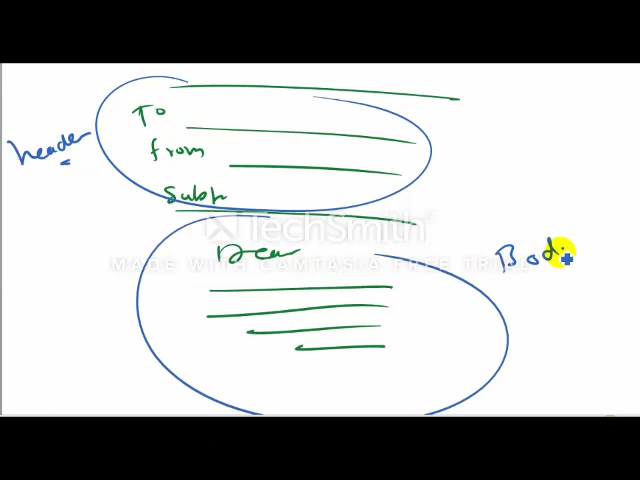 To
header
from
Subj
TechSmith
Dear
MADE WITH CAMTASIA FREE TRIAL
Bod